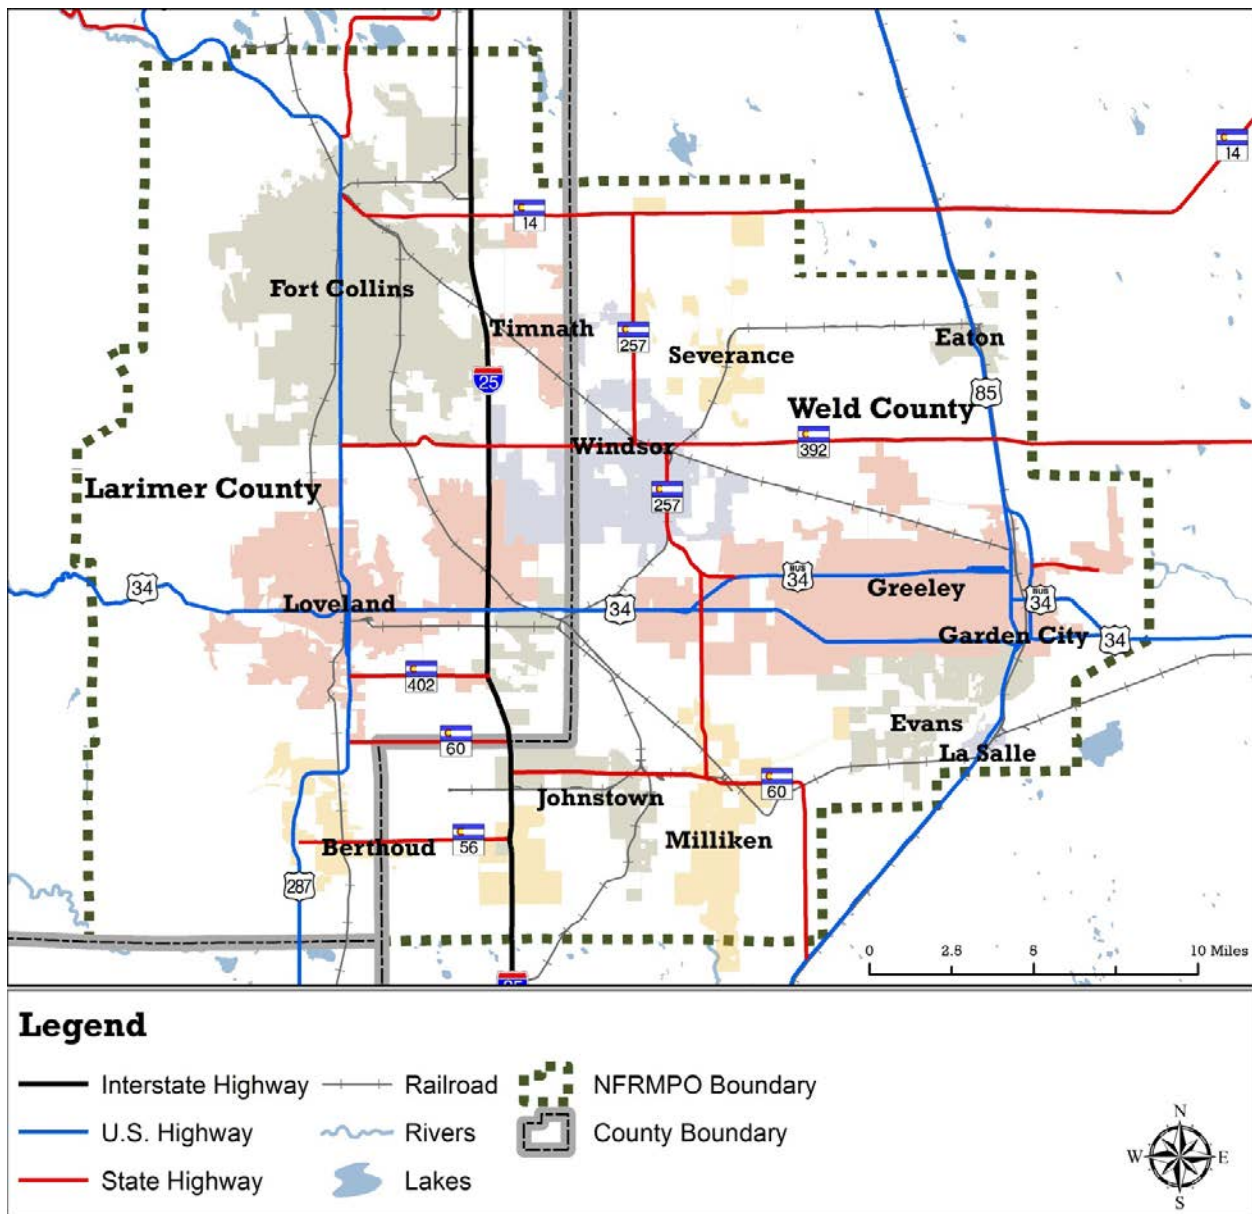 14
14
Fort Collins
Timnath
257
Severance
Eaton
25
85
Weld County
Windsor
392
Larimer County
257
34
BUS
34
Greeley
Loveland
34
BUS
34
Garden City
34
402
Evans
60
La Salle
Johnstown
60
Milliken
Berthoud
56
287
0 2.5 5 10 Miles
Legend
Interstate Highway
Railroad
NFRMPO Boundary
U.S. Highway
Rivers
County Boundary
State Highway
Lakes
N
W E
S